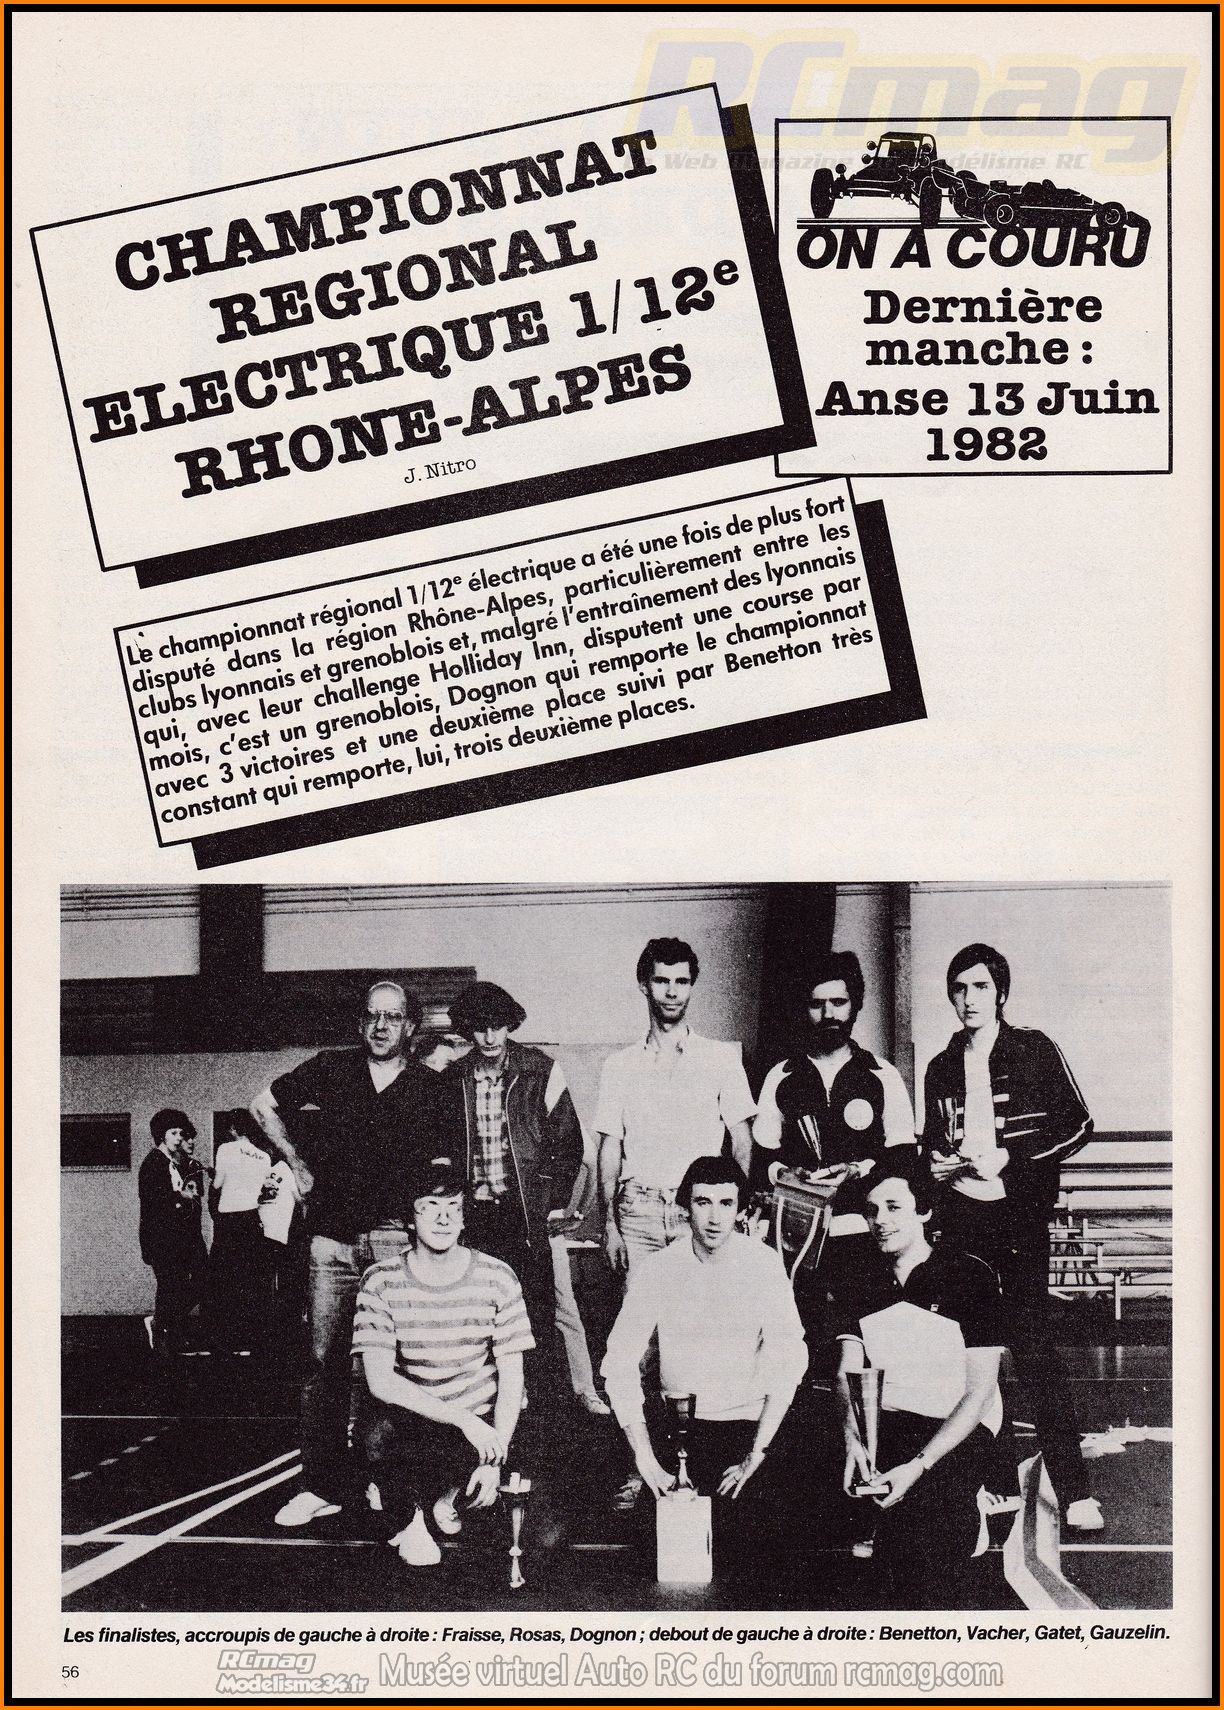 RCmag
Le Web Magazine du Modélisme RC
CHAMPIONNAT
REGIONAL
ELECTRIQUE 1/12e
RHONE-ALPES
J. Nitro
ON A COURU
Dernière
manche :
Anse 13 Juin
1982
Le championnat régional 1/12e électrique a été une fois de plus fort
disputé dans la région Rhône-Alpes, particulièrement entre les
clubs lyonnais et grenoblois et, malgré l'entraînement des lyonnais
qui, avec leur challenge Holliday Inn, disputent une course par
mois, c'est un grenoblois, Dognon qui remporte le championnat
avec 3 victoires et une deuxième place suivi par Benetton très
constant qui remporte, lui, trois deuxième places.
Les finalistes, accroupis de gauche à droite : Fraisse, Rosas, Dognon ; debout de gauche à droite : Benetton, Vacher, Gatet, Gauzelin.
56
RCmag
Modelisme34.fr
Musée virtuel Auto RC du forum rcmag.com